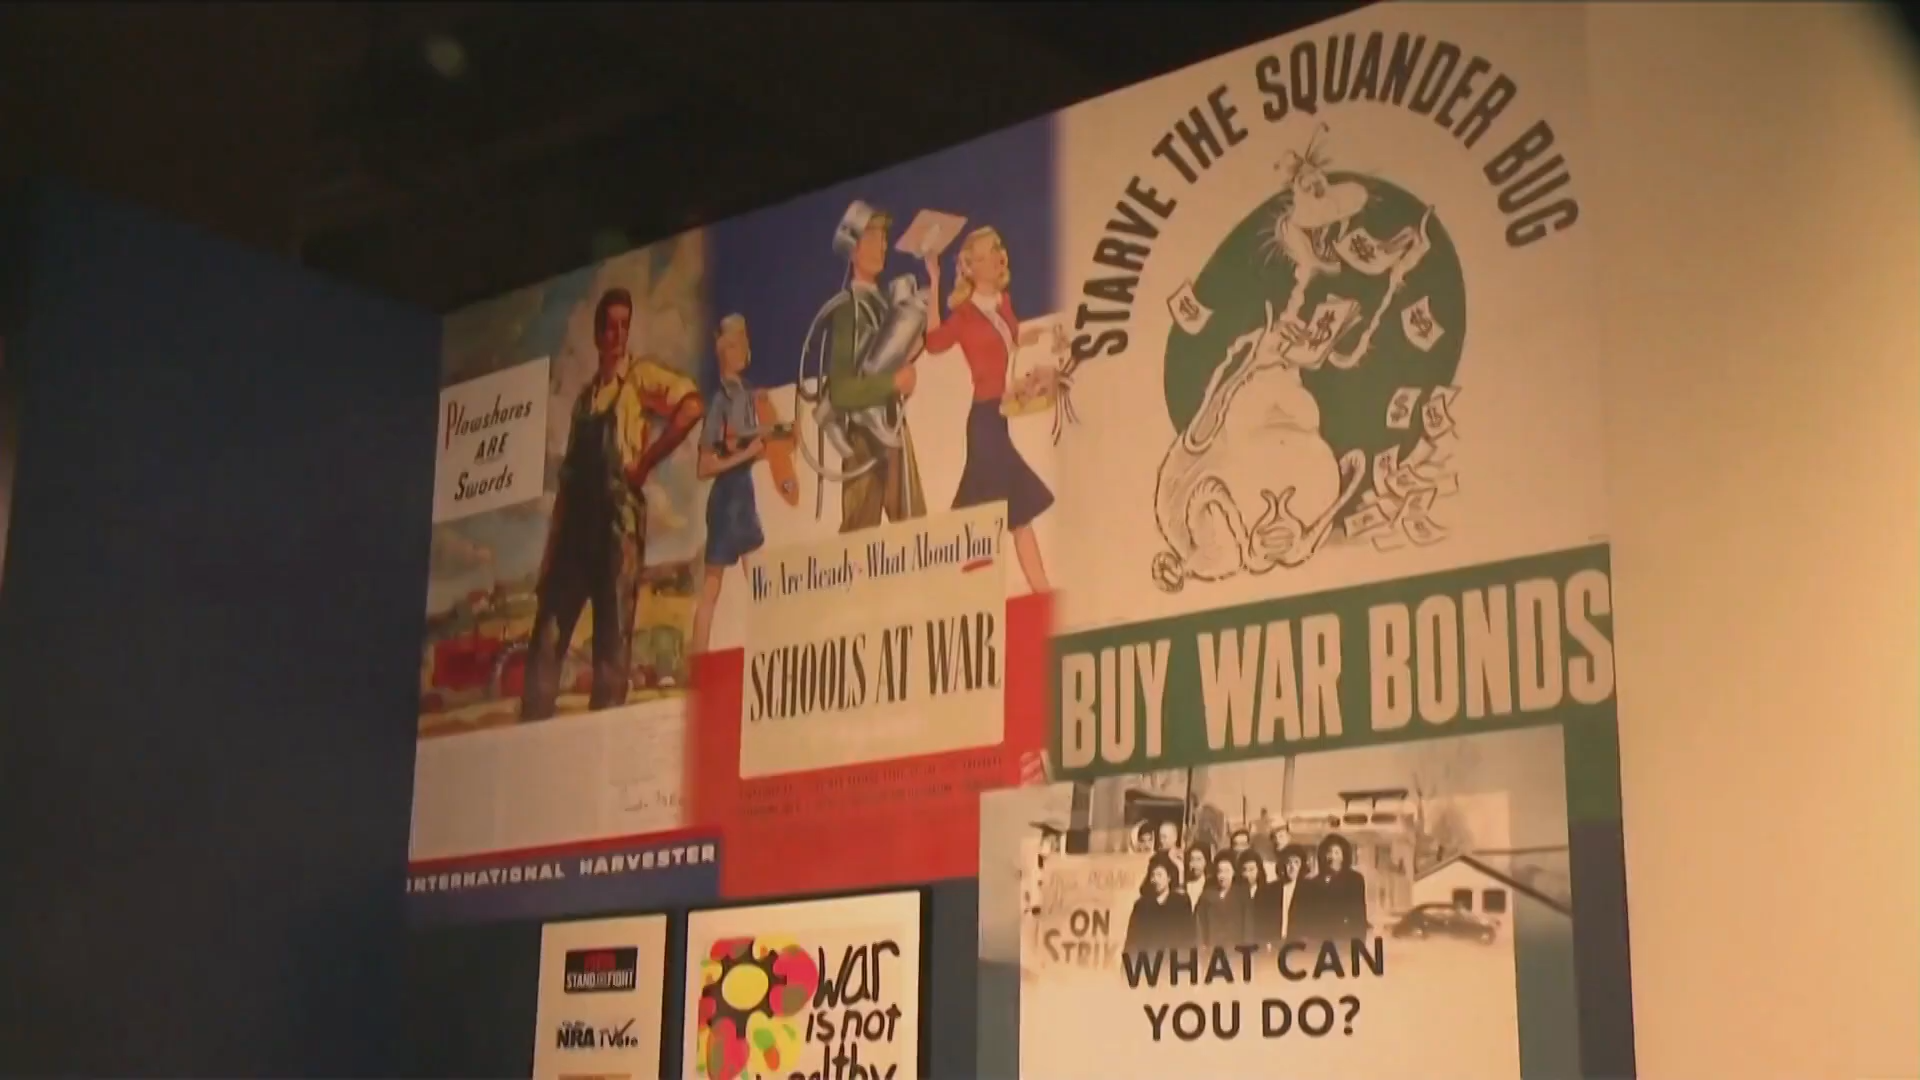 STARVE THE SQUANDER BUG
Plowshares
ARE
Swords
We Are Ready - What About You?
SCHOOLS AT WAR
BUY WAR BONDS
INTERNATIONAL HARVESTER
ON
STRIK
WHAT CAN
YOU DO?
STAND AND FIGHT
NRA
war
is not